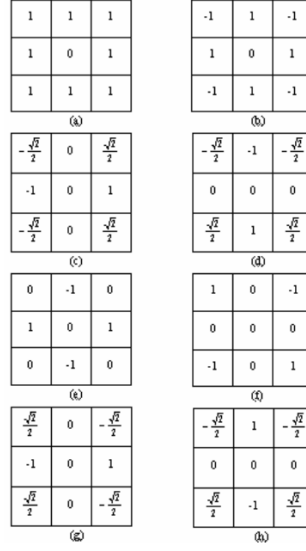 1 1 1 -1 1 -1
1 0 1 1 0 1
1 1 1 -1 1 -1
(a) (b)
-√2/2 0 √2/2 -√2/2 -1 -√2/2
-1 0 1 0 0 0
-√2/2 0 √2/2 √2/2 1 √2/2
(c) (d)
0 -1 0 1 0 -1
1 0 1 0 0 0
0 -1 0 -1 0 1
(e) (f)
√2/2 0 -√2/2 -√2/2 1 -√2/2
-1 0 1 0 0 0
√2/2 0 -√2/2 √2/2 -1 √2/2
(g) (h)